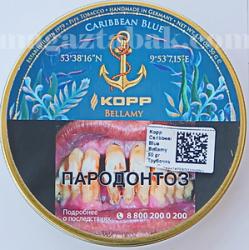 CARIBBEAN BLUE
53°38'16"N
9°53'7,15"E
KOPP
BELLAMY
Kopp
Caribbean
Blue
Bellamy
50 gr
Трубочный
ПАРОДОНТОЗ
Подробнее
о последствиях
8 800 200 0 200